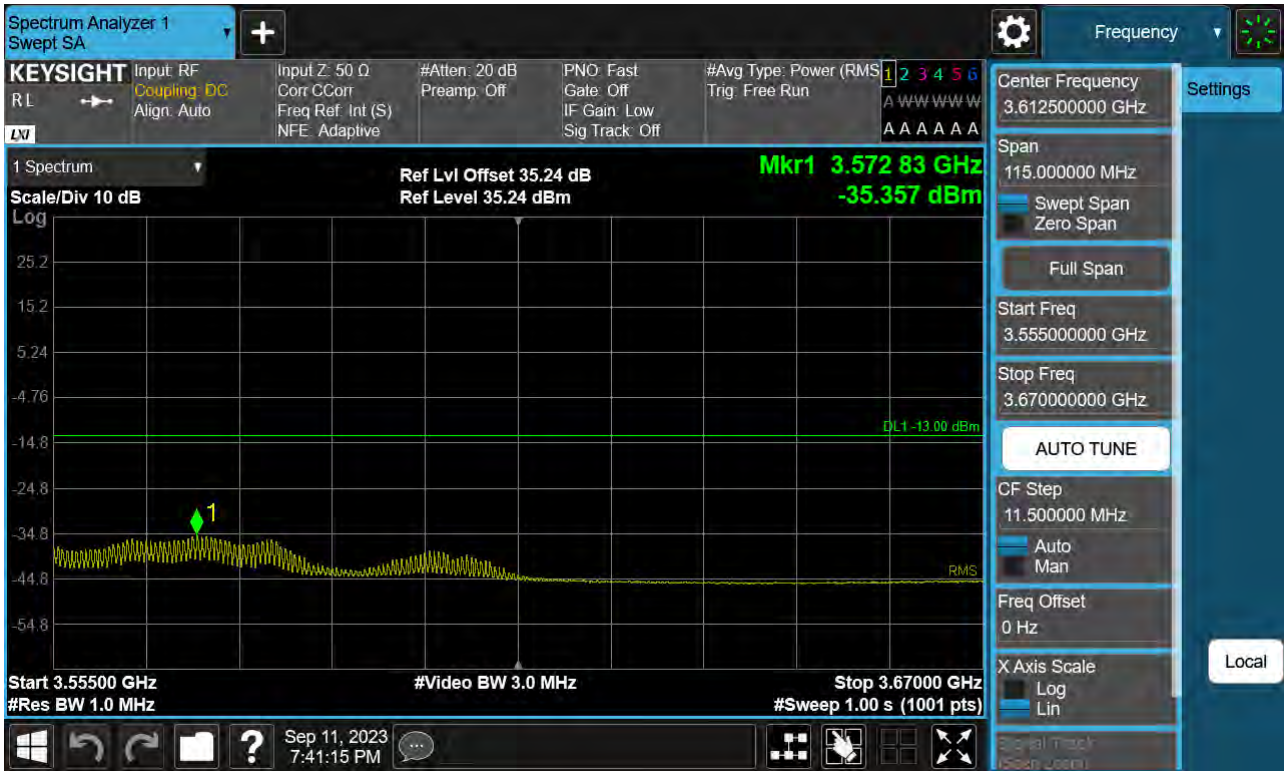 Spectrum Analyzer 1
Swept SA
+
Frequency
KEYSIGHT
RL
LXI
Input: RF
Coupling: DC
Align: Auto
Input Z: 50 Ω
Corr CCorr
Freq Ref: Int (S)
NFE: Adaptive
#Atten: 20 dB
Preamp: Off
PNO: Fast
Gate: Off
IF Gain: Low
Sig Track: Off
#Avg Type: Power (RMS
Trig: Free Run
1 2 3 4 5 6
A W W W W W
A A A A A A
1 Spectrum
Scale/Div 10 dB
Log
Ref Lvl Offset 35.24 dB
Ref Level 35.24 dBm
Mkr1 3.572 83 GHz
-35.357 dBm
25.2
15.2
5.24
-4.76
-14.8
-24.8
-34.8
-44.8
-54.8
DL1 -13.00 dBm
1
RMS
Start 3.55500 GHz
#Res BW 1.0 MHz
#Video BW 3.0 MHz
Stop 3.67000 GHz
#Sweep 1.00 s (1001 pts)
Center Frequency
3.612500000 GHz
Span
115.000000 MHz
Swept Span
Zero Span
Full Span
Start Freq
3.555000000 GHz
Stop Freq
3.670000000 GHz
AUTO TUNE
CF Step
11.500000 MHz
Auto
Man
Freq Offset
0 Hz
X Axis Scale
Log
Lin
Signal Track
(Span Zoom)
Settings
Local
?
Sep 11, 2023
7:41:15 PM